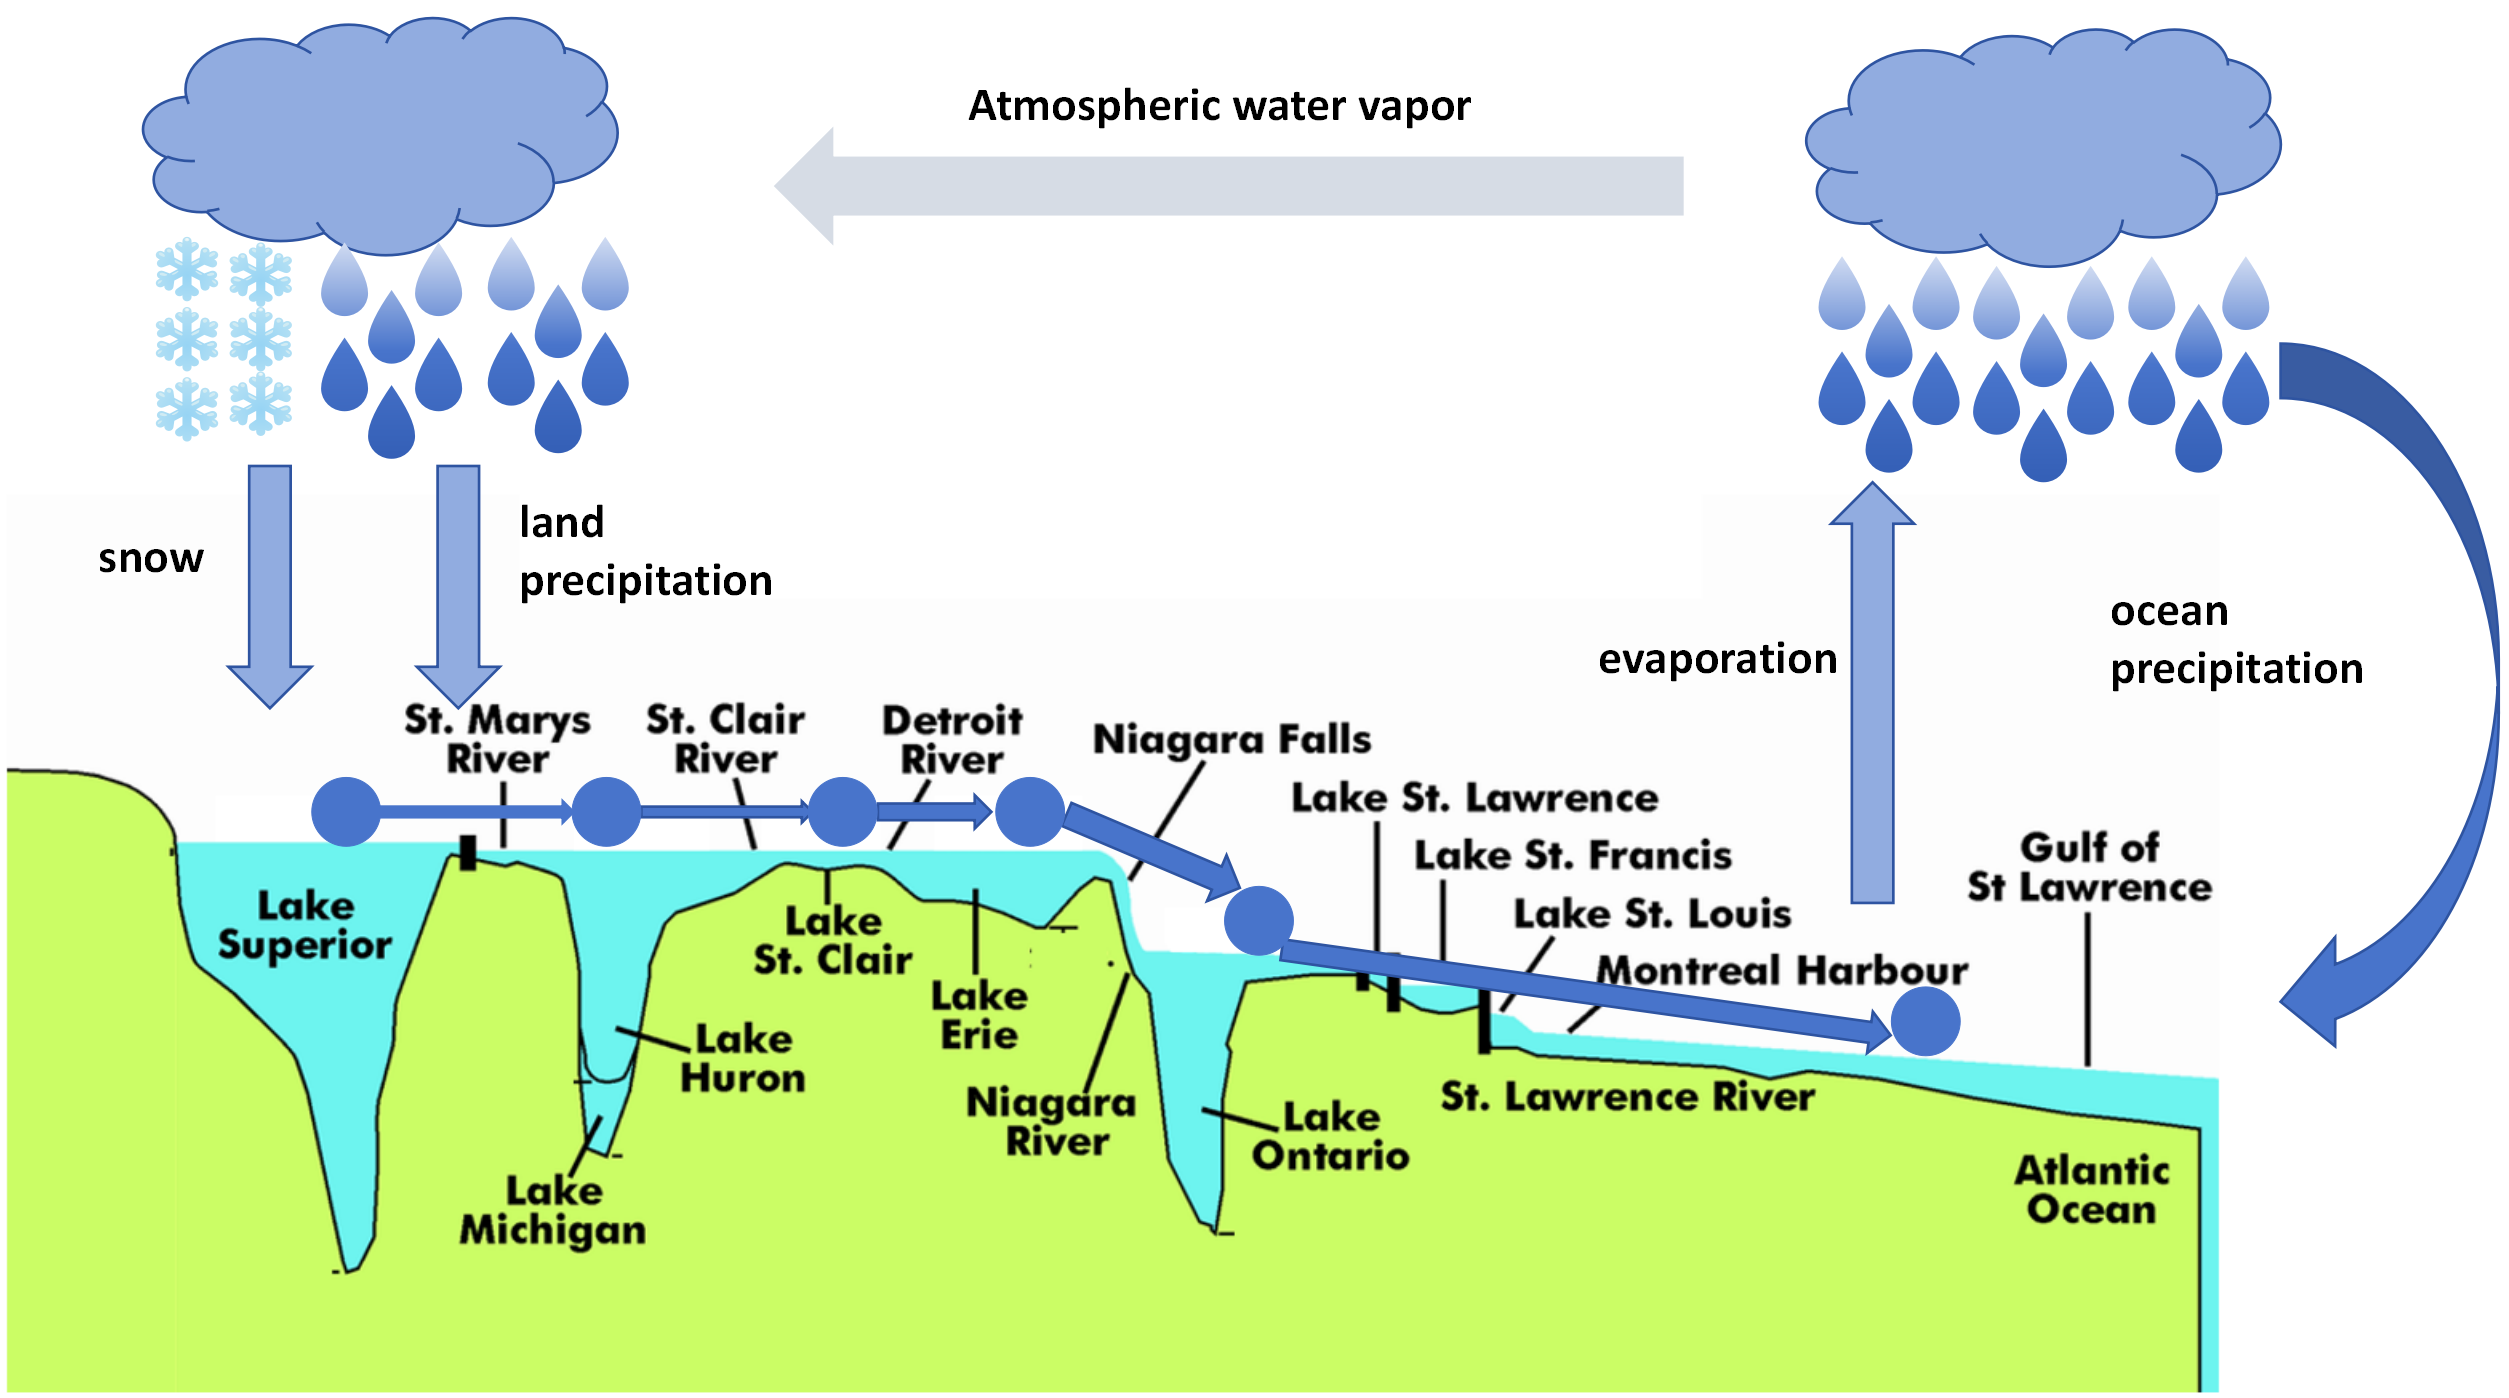 Atmospheric water vapor
snow
land
precipitation
evaporation
ocean
precipitation
St. Marys
River
St. Clair
River
Detroit
River
Niagara Falls
Lake St. Lawrence
Lake St. Francis
Lake St. Louis
Montreal Harbour
Gulf of
St Lawrence
Lake
Superior
Lake
St. Clair
Lake
Erie
Lake
Huron
Niagara
River
Lake
Ontario
St. Lawrence River
Lake
Michigan
Atlantic
Ocean